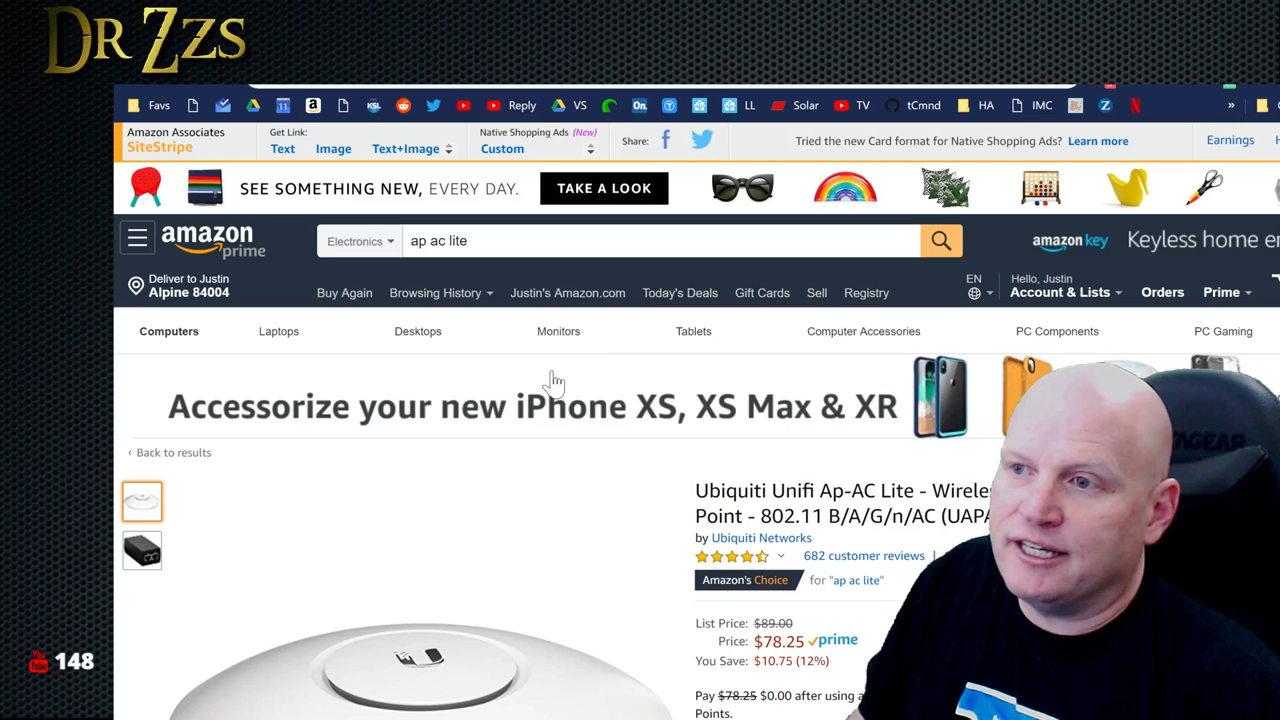 DR ZZS
Favs
11
a
KSL
Reply
VS
On.
LL
Solar
TV
tCmnd
HA
IMC
Z
N
»
Amazon Associates
SiteStripe
Get Link:
Text
Image
Text+Image
Native Shopping Ads (New)
Custom
Share:
Tried the new Card format for Native Shopping Ads? Learn more
Earnings
SEE SOMETHING NEW, EVERY DAY.
TAKE A LOOK
amazon
prime
Electronics
ap ac lite
amazon key
Keyless home
Deliver to Justin
Alpine 84004
Buy Again
Browsing History
Justin's Amazon.com
Today's Deals
Gift Cards
Sell
Registry
EN
Hello, Justin
Account & Lists
Orders
Prime
Computers
Laptops
Desktops
Monitors
Tablets
Computer Accessories
PC Components
PC Gaming
Accessorize your new iPhone XS, XS Max & XR
‹ Back to results
Ubiquiti Unifi Ap-AC Lite -
Point - 802.11 B/A/G/n/AC
by Ubiquiti Networks
682 customer reviews
Amazon's Choice
for "ap ac lite"
List Price: $89.00
Price: $78.25 prime
You Save: $10.75 (12%)
Pay $78.25 $0.00 after using
Points.
148